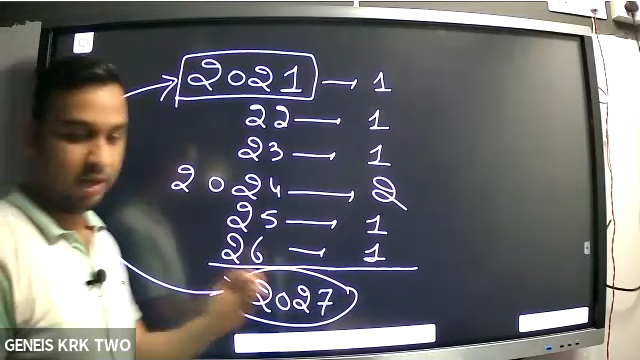 2021 — 1
22 — 1
23 — 1
2024 — 2
25 — 1
26 — 1
2027
GENEIS KRK TWO